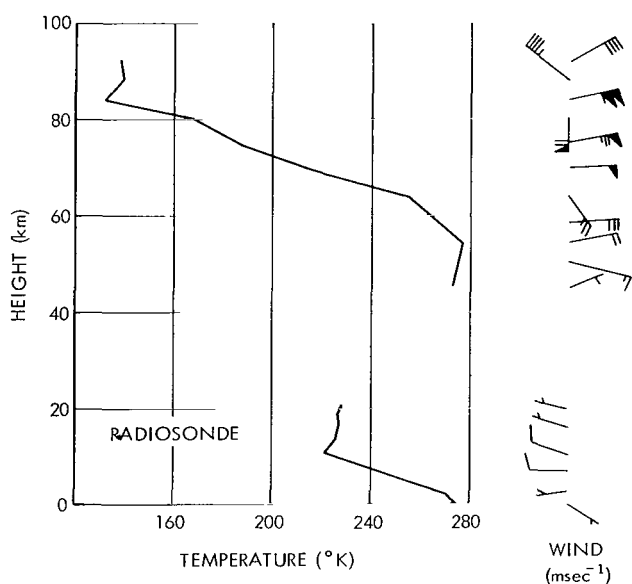 100
80
60
40
20
0
HEIGHT (km)
RADIOSONDE
160 200 240 280
TEMPERATURE (°K)
WIND
(msec⁻¹)